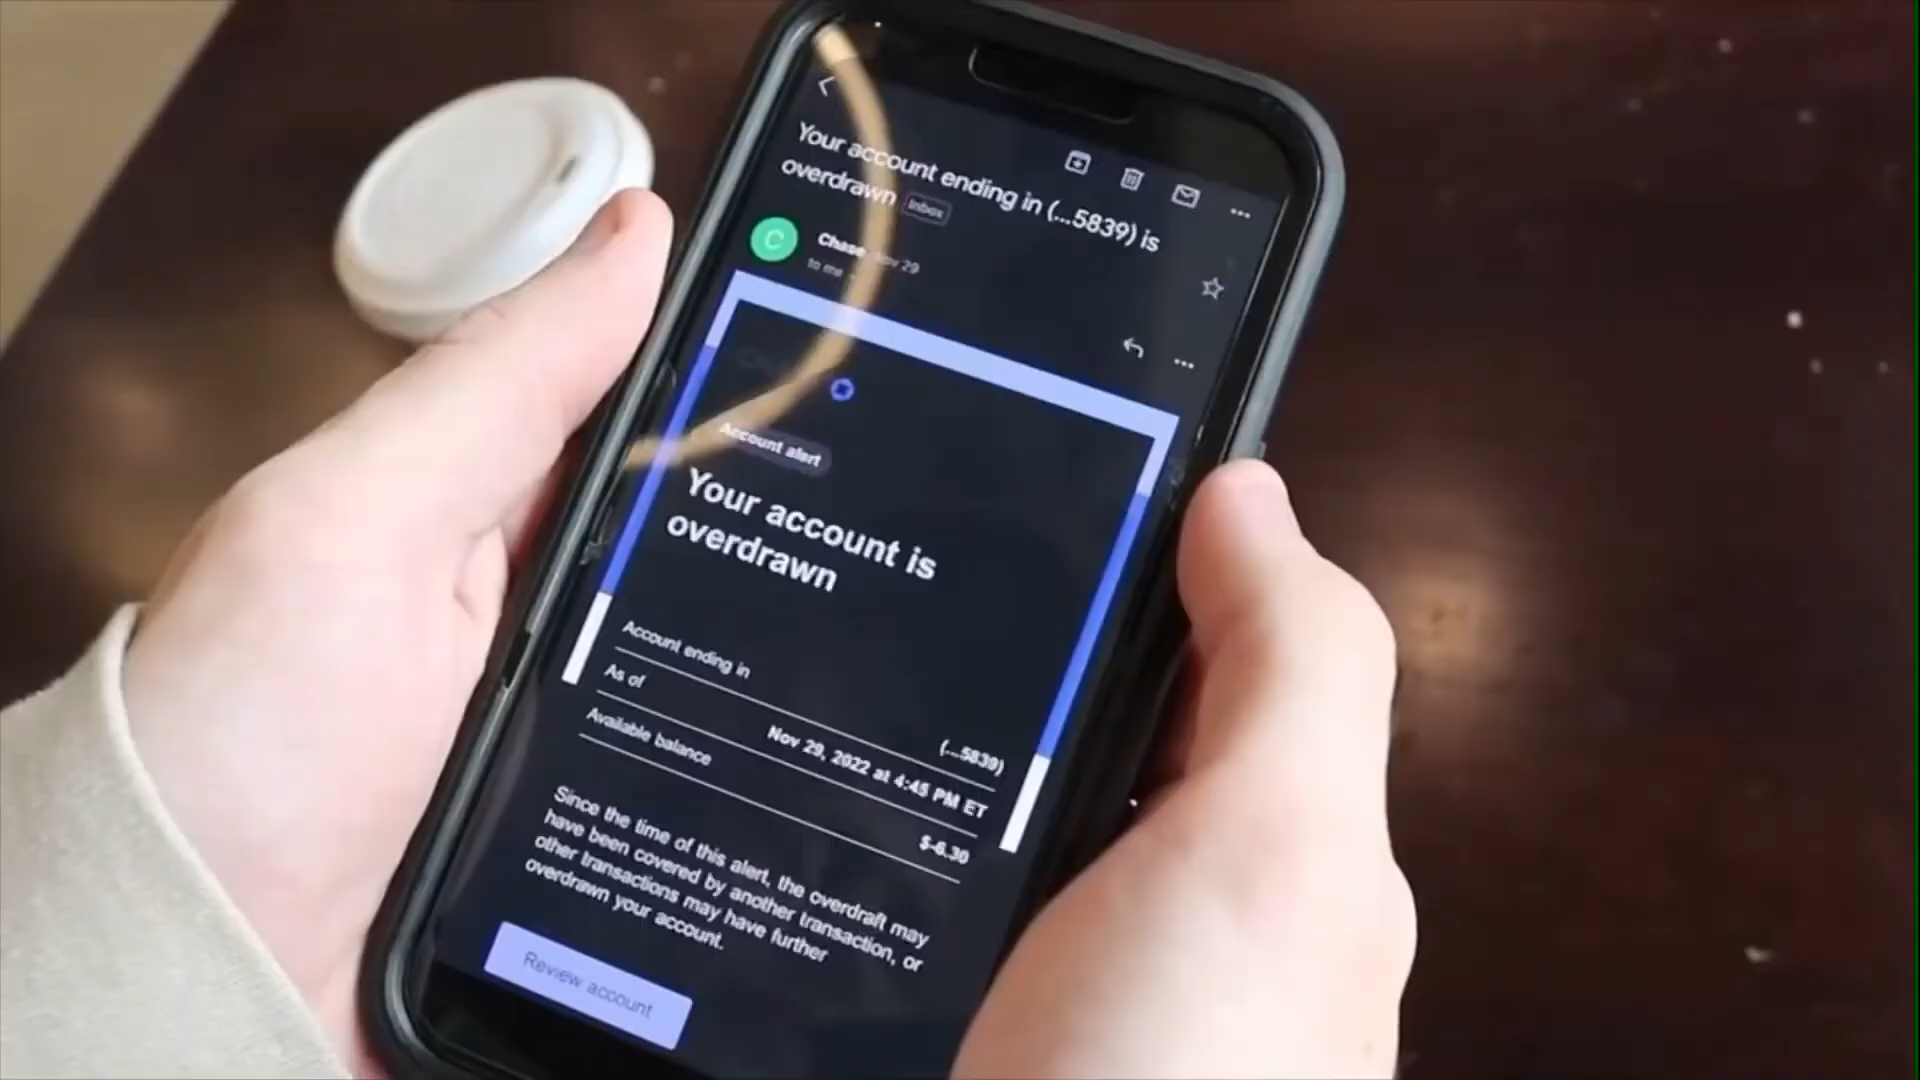 Your account ending in (...5839) is
overdrawn Inbox
C
Chase Nov 29
to me
Account alert
Your account is
overdrawn
Account ending in
(...5839)
As of
Nov 29, 2022 at 4:45 PM ET
Available balance
$-6.30
Since the time of this alert, the overdraft may
have been covered by another transaction, or
other transactions may have further
overdrawn your account.
Review account